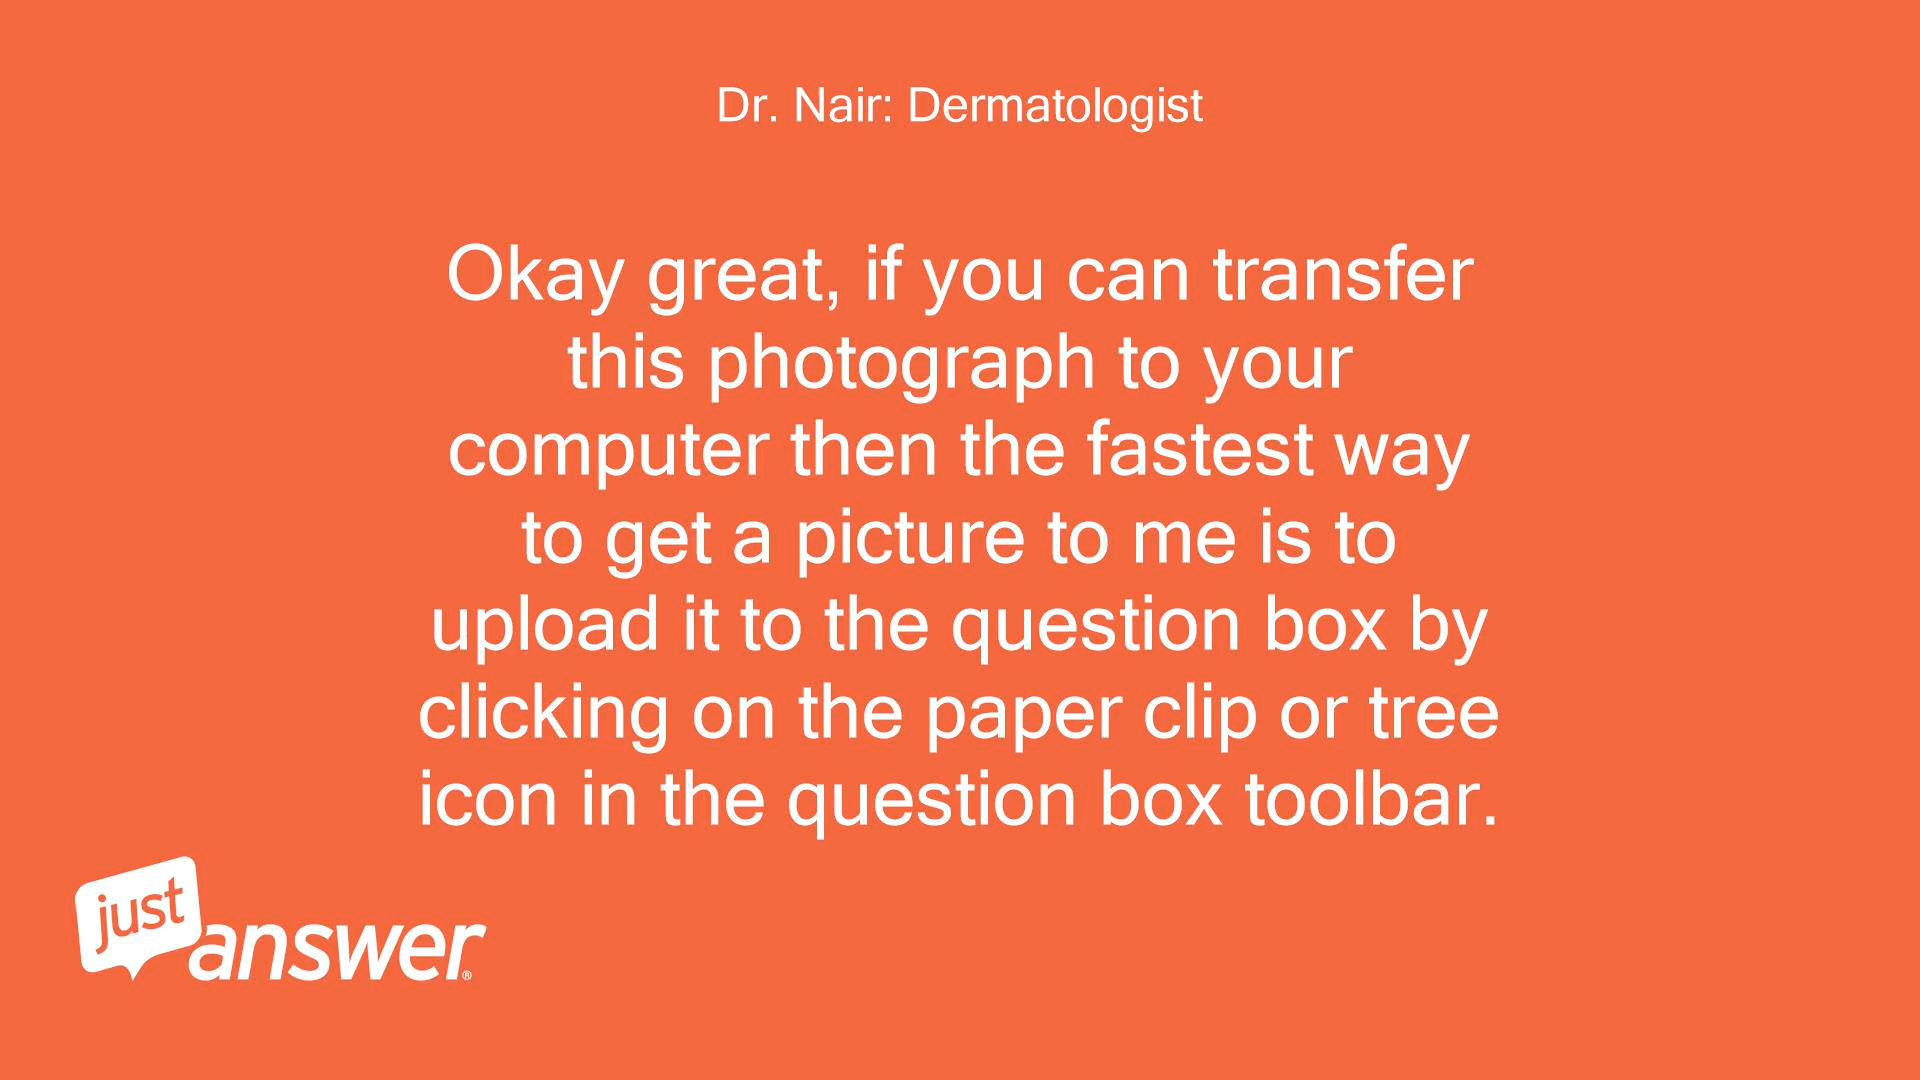 Dr. Nair: Dermatologist
Okay great, if you can transfer
this photograph to your
computer then the fastest way
to get a picture to me is to
upload it to the question box by
clicking on the paper clip or tree
icon in the question box toolbar.
just
answer®